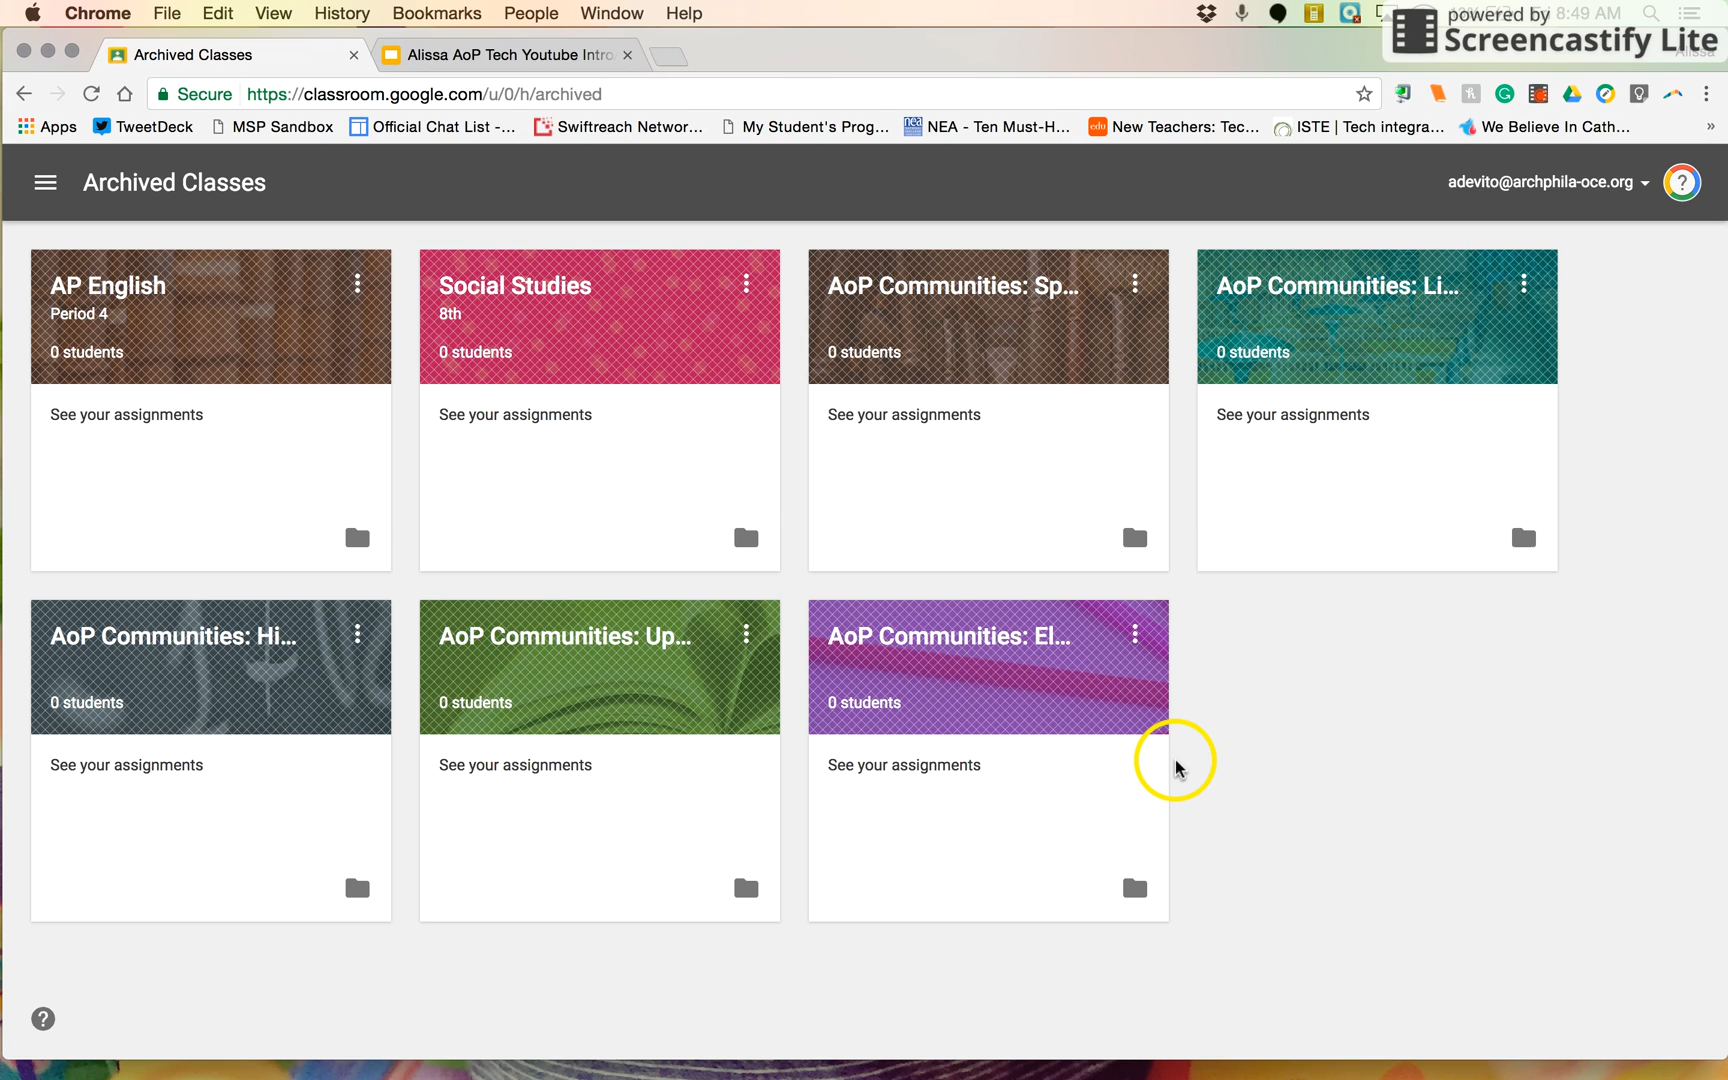 Chrome File Edit View History Bookmarks People Window Help
8:49 AM
powered by
Screencastify Lite
Archived Classes
Alissa AoP Tech Youtube Intro
Secure https://classroom.google.com/u/0/h/archived
Apps TweetDeck MSP Sandbox Official Chat List -... Swiftreach Networ... My Student's Prog... NEA - Ten Must-H... New Teachers: Tec... ISTE | Tech integra... We Believe In Cath... »
Archived Classes
adevito@archphila-oce.org
AP English
Period 4
0 students
See your assignments
Social Studies
8th
0 students
See your assignments
AoP Communities: Sp...
0 students
See your assignments
AoP Communities: Li...
0 students
See your assignments
AoP Communities: Hi...
0 students
See your assignments
AoP Communities: Up...
0 students
See your assignments
AoP Communities: El...
0 students
See your assignments